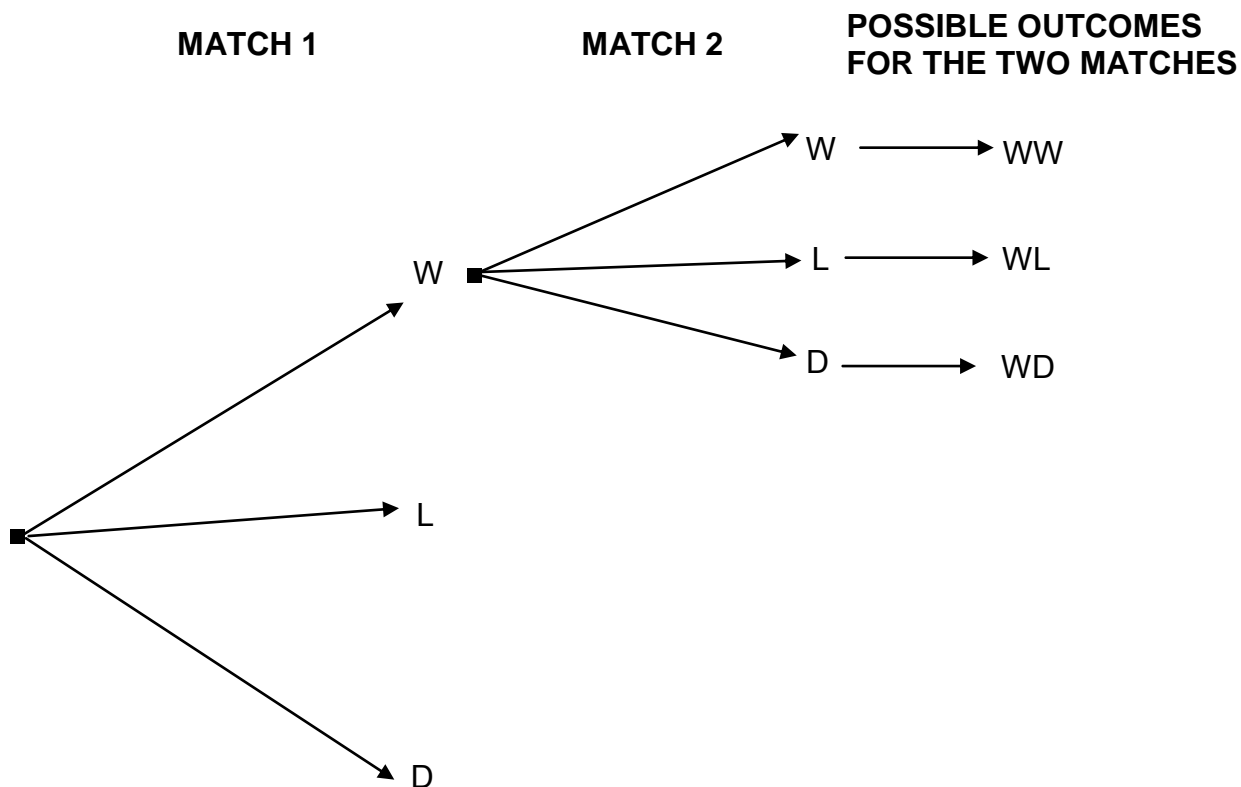 MATCH 1
MATCH 2
POSSIBLE OUTCOMES
FOR THE TWO MATCHES
W
WW
W
L
WL
D
WD
L
D